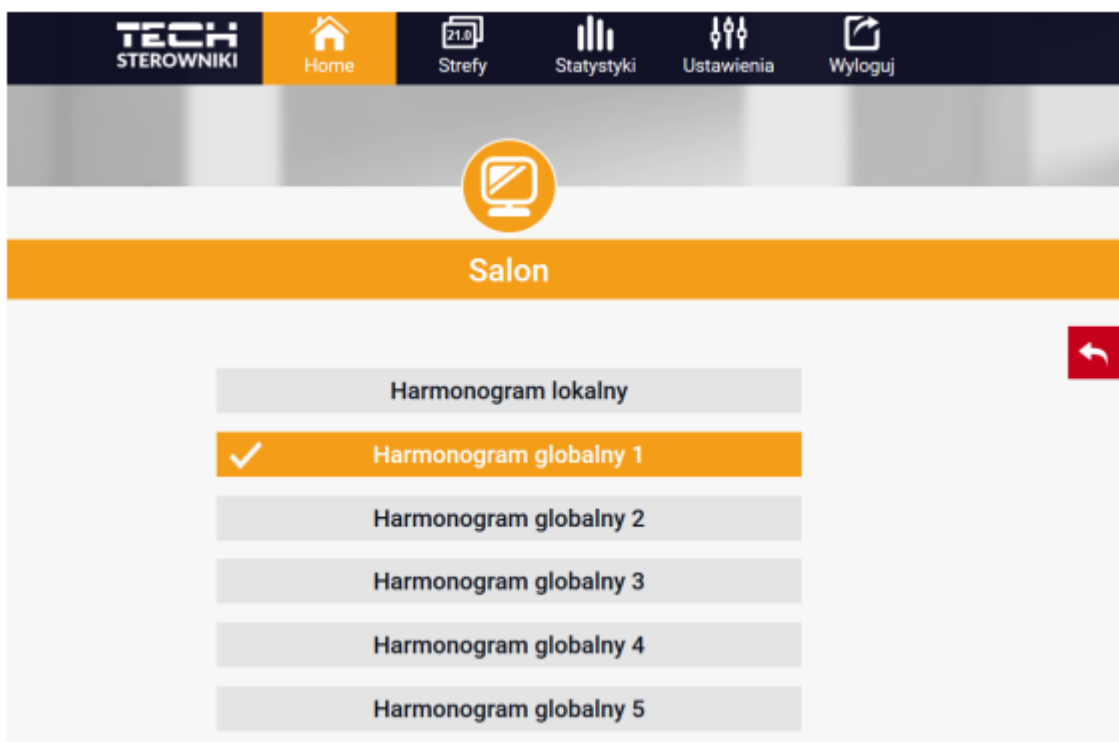 TECH
STEROWNIKI
Home
21.0
Strefy
Statystyki
Ustawienia
Wyloguj
Salon
Harmonogram lokalny
Harmonogram globalny 1
Harmonogram globalny 2
Harmonogram globalny 3
Harmonogram globalny 4
Harmonogram globalny 5